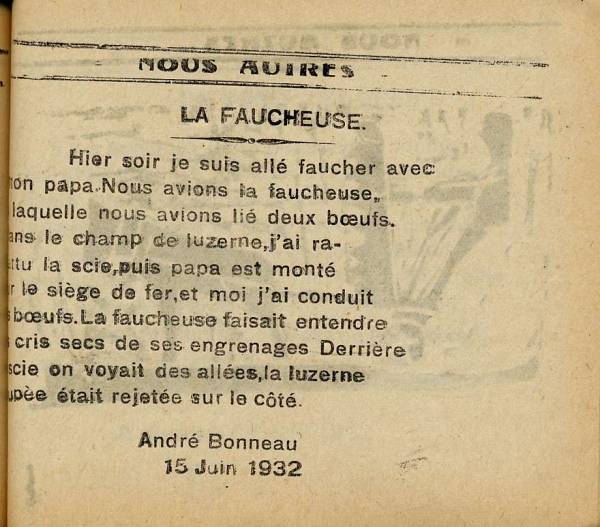 NOUS AUTRES
LA FAUCHEUSE.
Hier soir je suis allé faucher avec
on papa.Nous avions la faucheuse,
laquelle nous avions lié deux bœufs.
ans le champ de luzerne,j'ai ra-
tu la scie,puis papa est monté
r le siège de fer,et moi j'ai conduit
bœufs.La faucheuse faisait entendre
cris secs de ses engrenages Derrière
scie on voyait des allées,la luzerne
upèe était rejetée sur le côté.
André Bonneau
15 Juin 1932